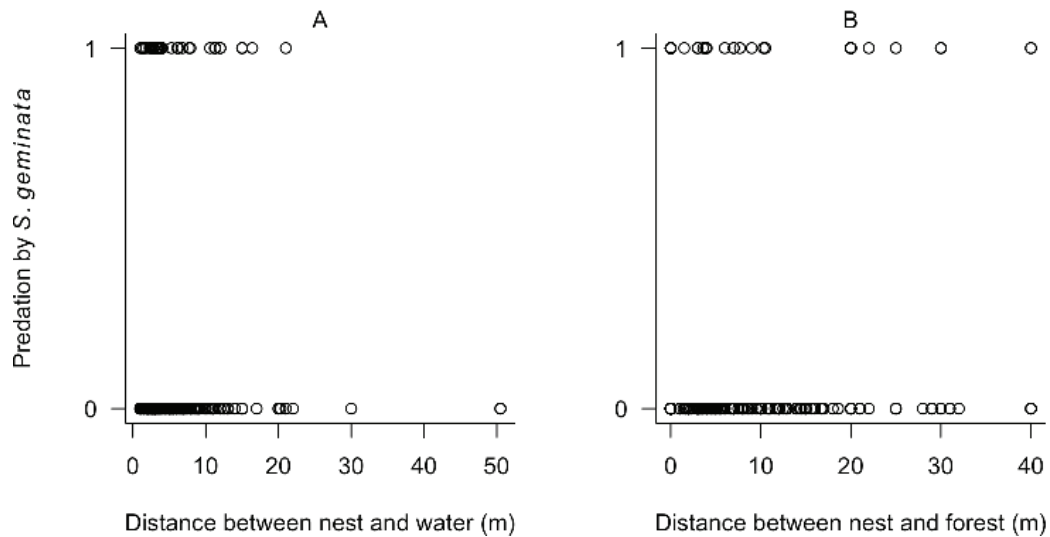 A
B
Predation by S. geminata
1
0
0 10 20 30 40 50
Distance between nest and water (m)
1
0
0 10 20 30 40
Distance between nest and forest (m)